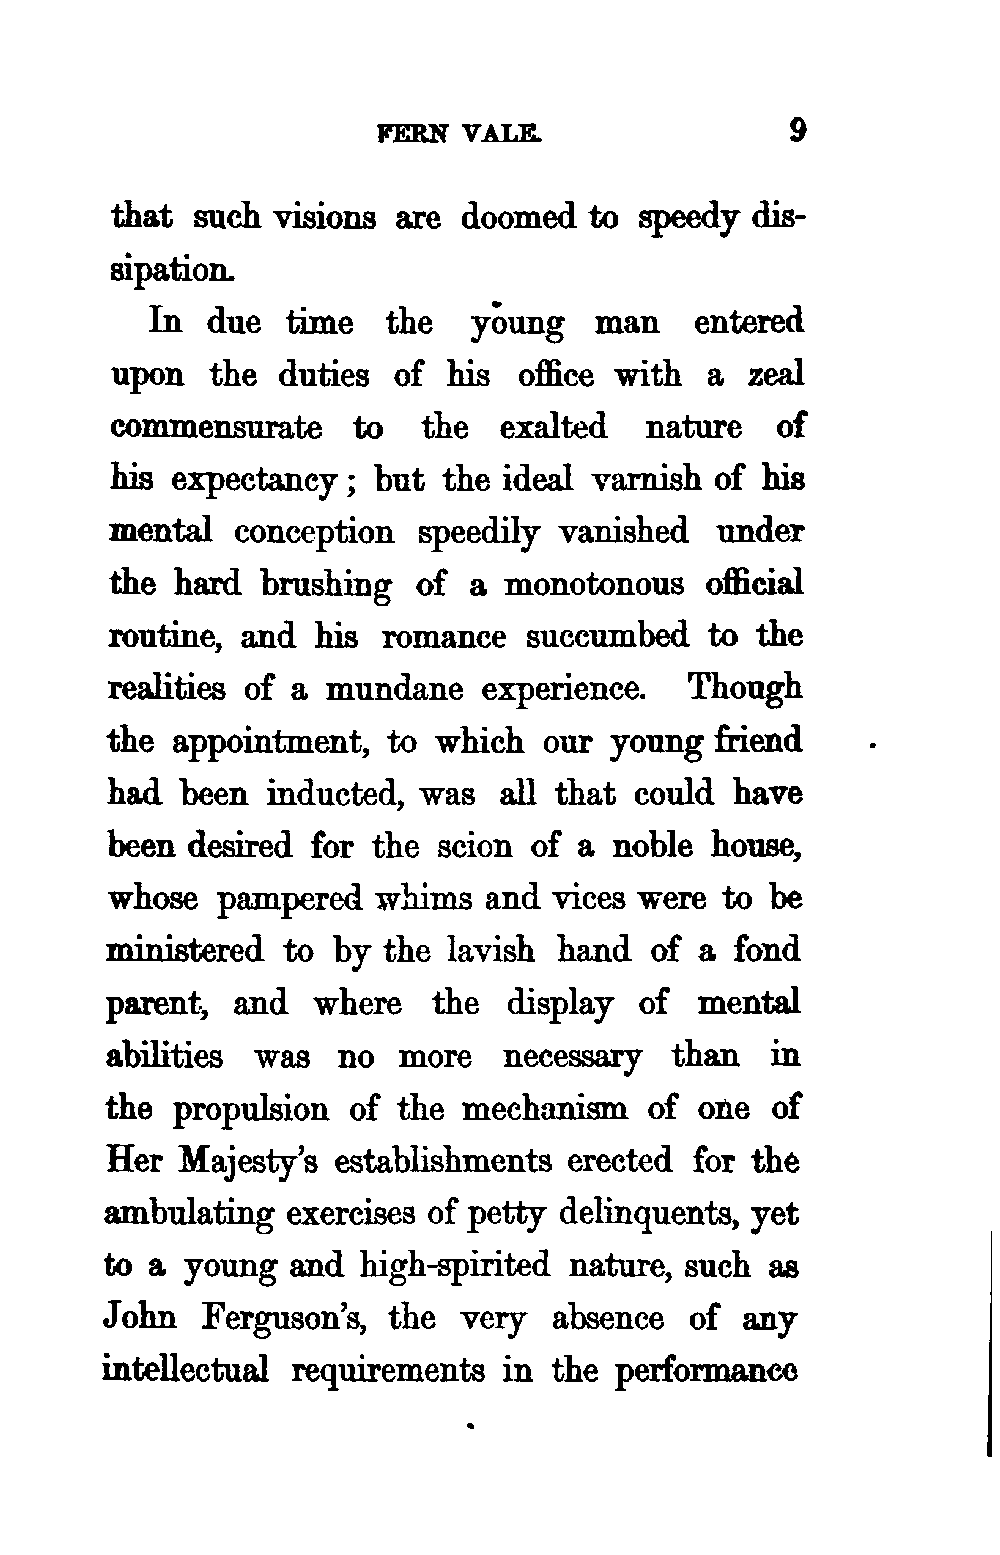 FERN VALE. 9
that such visions are doomed to speedy dis-
sipation.
In due time the young man entered
upon the duties of his office with a zeal
commensurate to the exalted nature of
his expectancy; but the ideal varnish of his
mental conception speedily vanished under
the hard brushing of a monotonous official
routine, and his romance succumbed to the
realities of a mundane experience. Though
the appointment, to which our young friend
had been inducted, was all that could have
been desired for the scion of a noble house,
whose pampered whims and vices were to be
ministered to by the lavish hand of a fond
parent, and where the display of mental
abilities was no more necessary than in
the propulsion of the mechanism of one of
Her Majesty's establishments erected for the
ambulating exercises of petty delinquents, yet
to a young and high-spirited nature, such as
John Ferguson's, the very absence of any
intellectual requirements in the performance